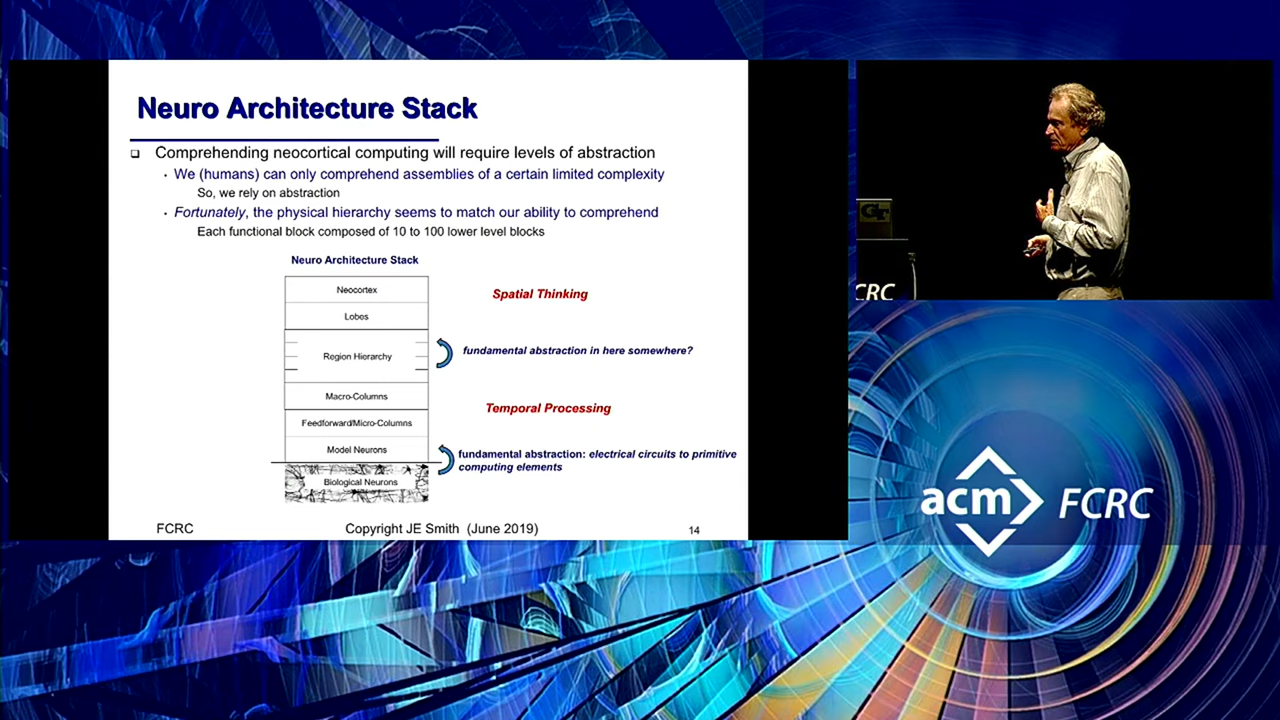 Neuro Architecture Stack
Comprehending neocortical computing will require levels of abstraction
We (humans) can only comprehend assemblies of a certain limited complexity
So, we rely on abstraction
Fortunately, the physical hierarchy seems to match our ability to comprehend
Each functional block composed of 10 to 100 lower level blocks
Neuro Architecture Stack
Neocortex
Spatial Thinking
Lobes
Region Hierarchy
fundamental abstraction in here somewhere?
Macro-Columns
Temporal Processing
Feedforward/Micro-Columns
Model Neurons
fundamental abstraction: electrical circuits to primitive
computing elements
Biological Neurons
FCRC
Copyright JE Smith (June 2019)
14
GT
FCRC
acm FCRC